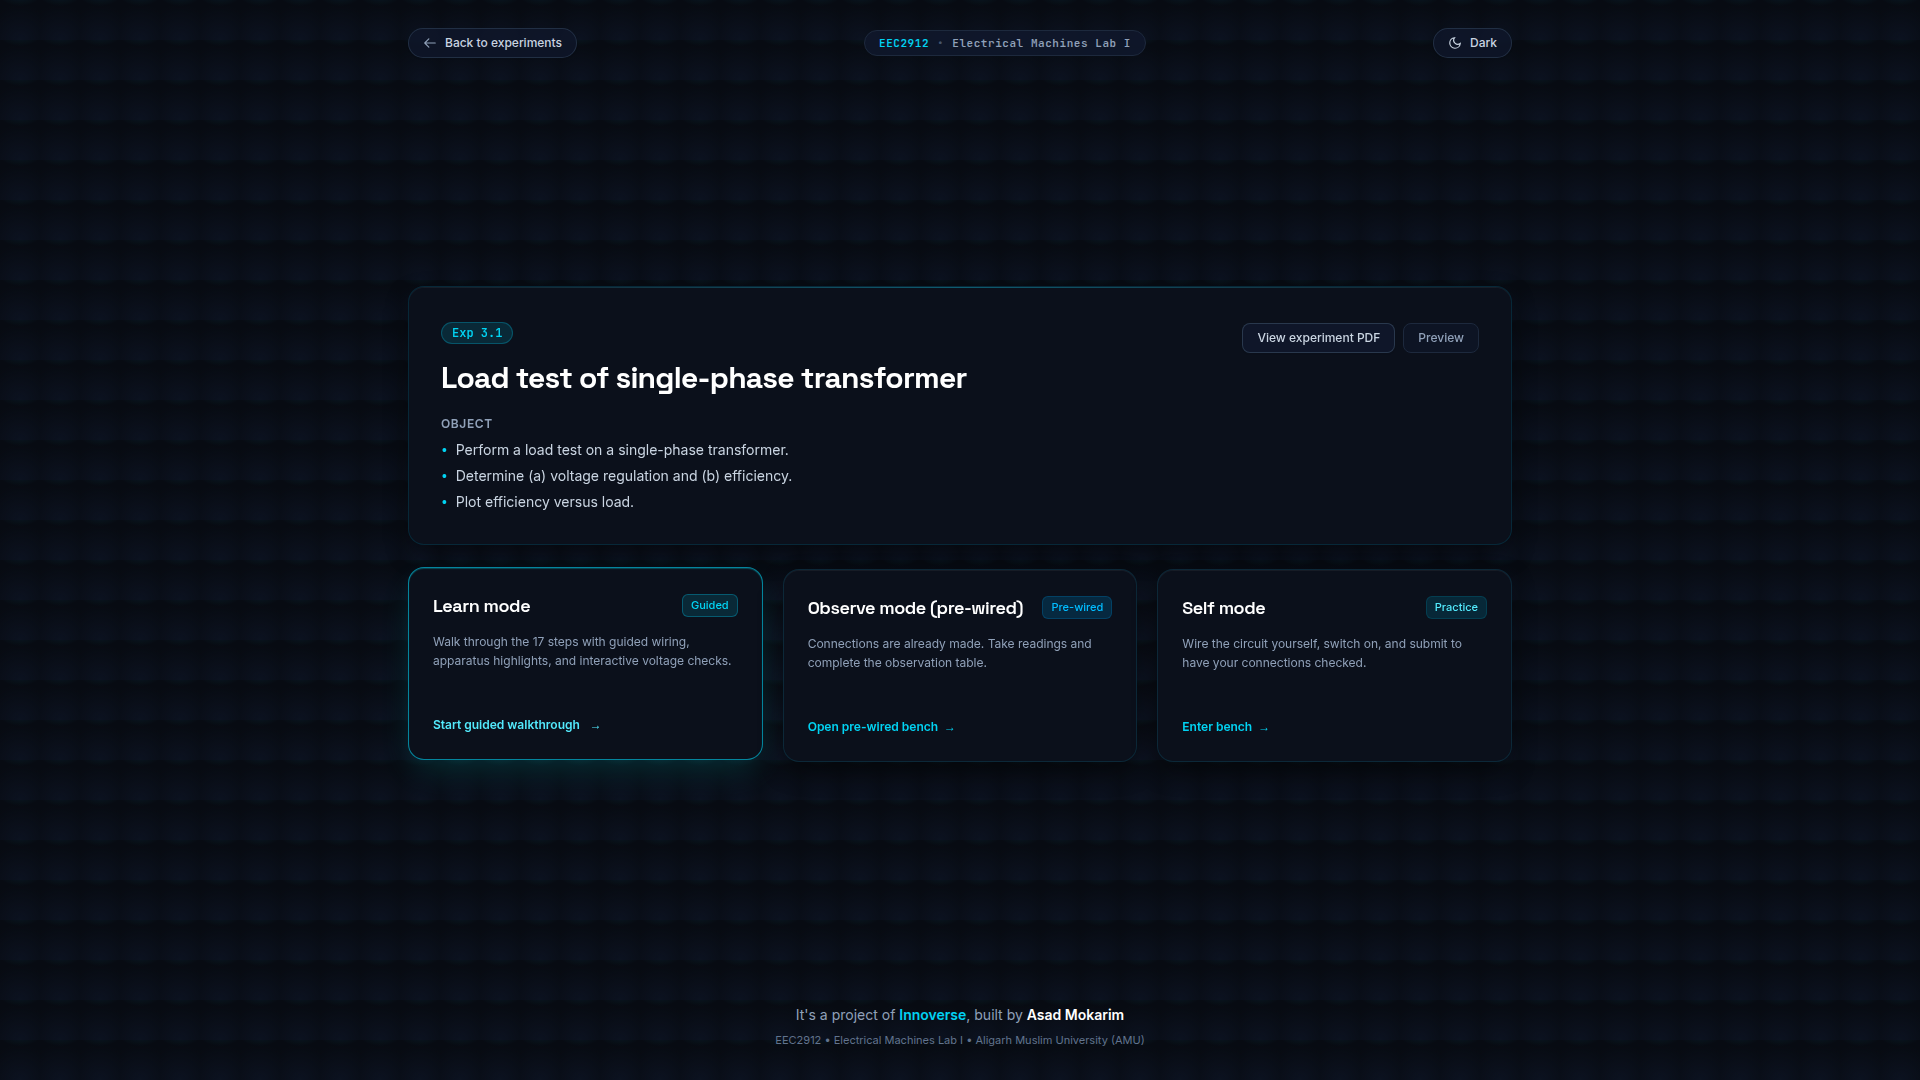 Back to experiments
EEC2912 • Electrical Machines Lab I
Dark
Exp 3.1
View experiment PDF
Preview
Load test of single-phase transformer
OBJECT
• Perform a load test on a single-phase transformer.
• Determine (a) voltage regulation and (b) efficiency.
• Plot efficiency versus load.
Learn mode
Guided
Walk through the 17 steps with guided wiring,
apparatus highlights, and interactive voltage checks.
Start guided walkthrough →
Observe mode (pre-wired)
Pre-wired
Connections are already made. Take readings and
complete the observation table.
Open pre-wired bench →
Self mode
Practice
Wire the circuit yourself, switch on, and submit to
have your connections checked.
Enter bench →
It's a project of Innoverse, built by Asad Mokarim
EEC2912 • Electrical Machines Lab I • Aligarh Muslim University (AMU)